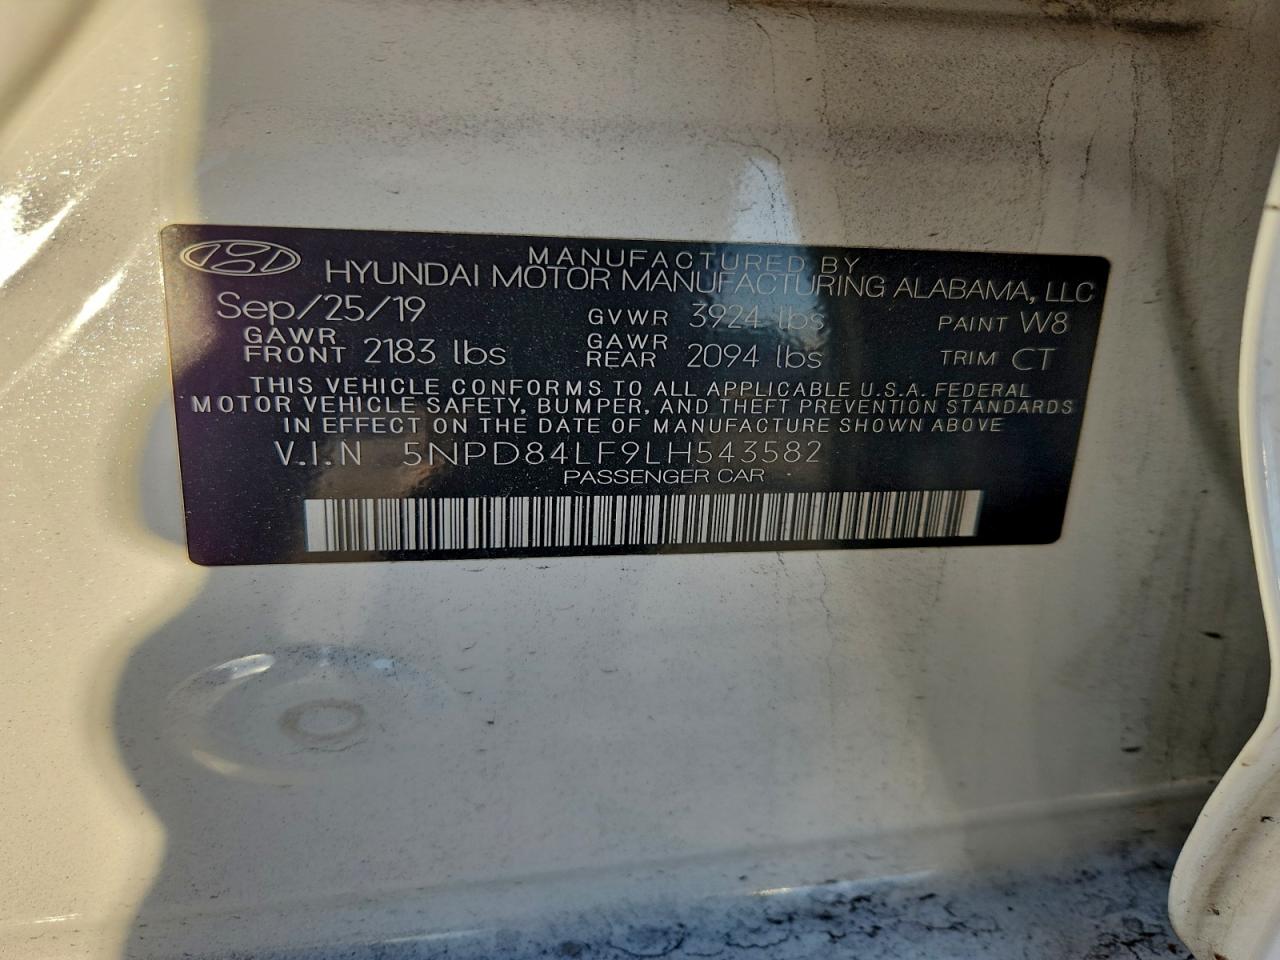 MANUFACTURED BY
HYUNDAI MOTOR MANUFACTURING ALABAMA, LLC
Sep/25/19 GVWR 3924 lbs PAINT W8
GAWR FRONT 2183 lbs GAWR REAR 2094 lbs TRIM CT
THIS VEHICLE CONFORMS TO ALL APPLICABLE U.S.A. FEDERAL
MOTOR VEHICLE SAFETY, BUMPER, AND THEFT PREVENTION STANDARDS
IN EFFECT ON THE DATE OF MANUFACTURE SHOWN ABOVE
V.I.N 5NPD84LF9LH543582
PASSENGER CAR